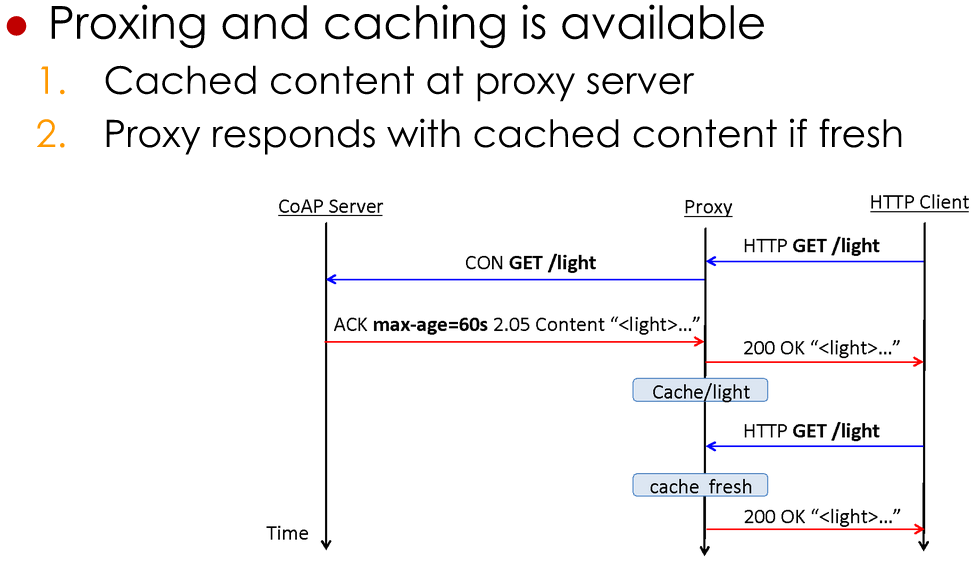 ● Proxing and caching is available
1. Cached content at proxy server
2. Proxy responds with cached content if fresh
CoAP Server
Proxy
HTTP Client
HTTP GET /light
CON GET /light
ACK max-age=60s 2.05 Content “<light>...”
200 OK “<light>...”
Cache/light
HTTP GET /light
cache fresh
200 OK “<light>...”
Time